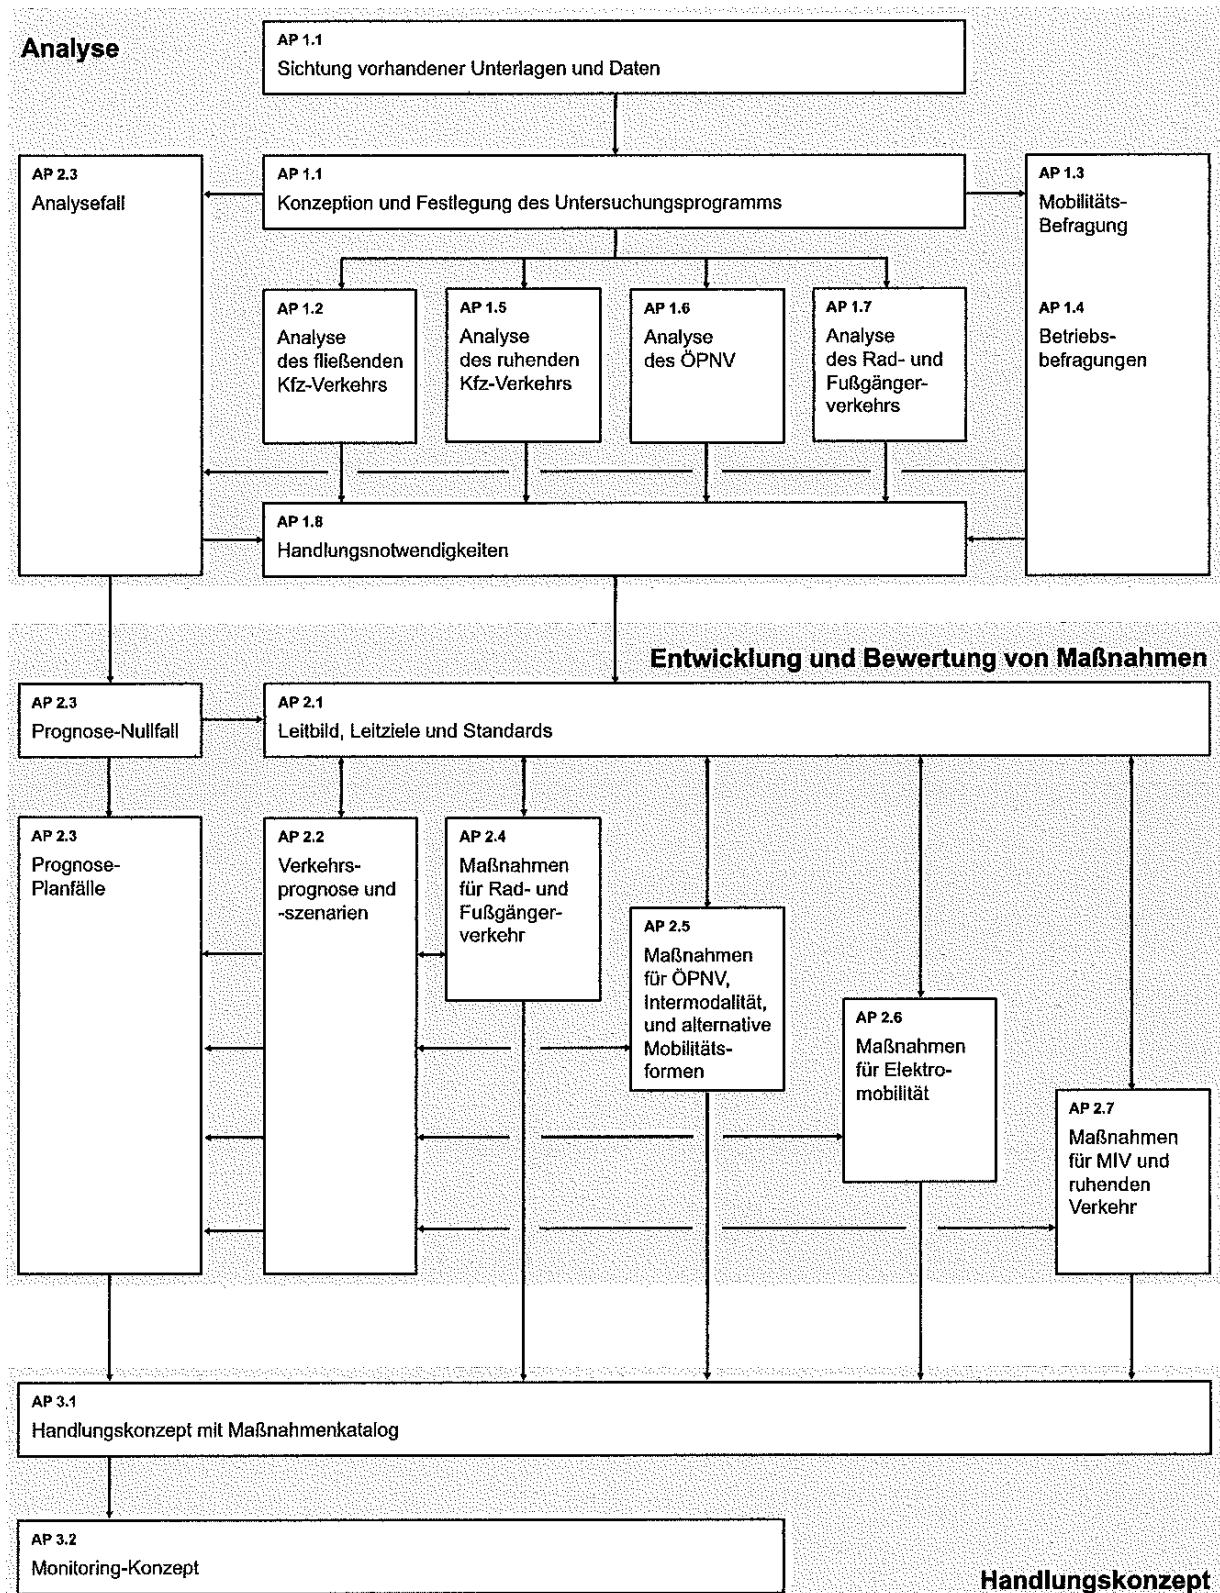 Analyse
AP 1.1
Sichtung vorhandener Unterlagen und Daten
AP 2.3
Analysefall
AP 1.1
Konzeption und Festlegung des Untersuchungsprogramms
AP 1.3
Mobilitäts-
Befragung
AP 1.2
Analyse
des fließenden
Kfz-Verkehrs
AP 1.5
Analyse
des ruhenden
Kfz-Verkehrs
AP 1.6
Analyse
des ÖPNV
AP 1.7
Analyse
des Rad- und
Fußgänger-
verkehrs
AP 1.4
Betriebs-
befragungen
AP 1.8
Handlungsnotwendigkeiten
Entwicklung und Bewertung von Maßnahmen
AP 2.3
Prognose-Nullfall
AP 2.1
Leitbild, Leitziele und Standards
AP 2.3
Prognose-
Planfälle
AP 2.2
Verkehrs-
prognose und
-szenarien
AP 2.4
Maßnahmen
für Rad- und
Fußgänger-
verkehr
AP 2.5
Maßnahmen
für ÖPNV,
Intermodalität,
und alternative
Mobilitäts-
formen
AP 2.6
Maßnahmen
für Elektro-
mobilität
AP 2.7
Maßnahmen
für MIV und
ruhenden
Verkehr
AP 3.1
Handlungskonzept mit Maßnahmenkatalog
AP 3.2
Monitoring-Konzept
Handlungskonzept